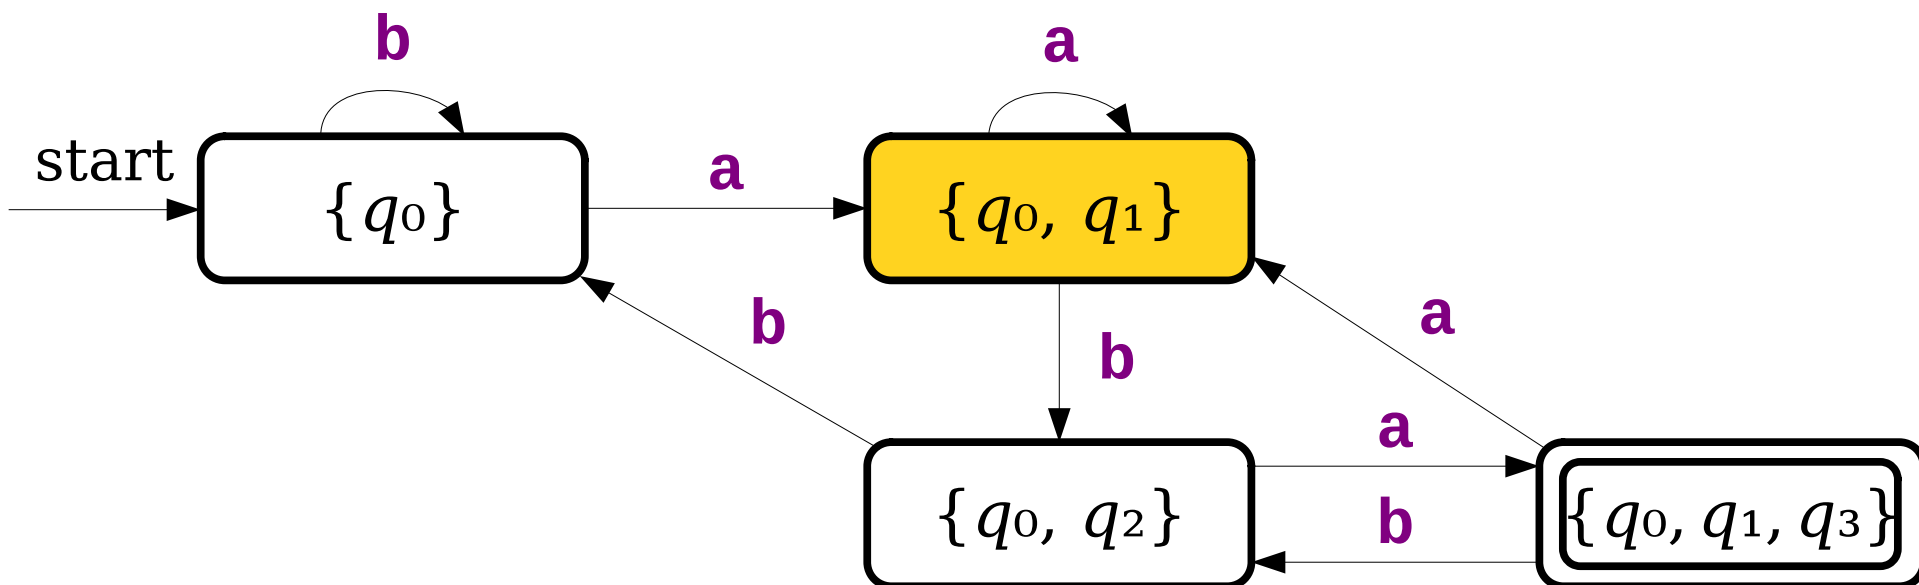 b
a
start
a
{q₀}
{q₀, q₁}
b
a
b
a
{q₀, q₂}
b
{q₀, q₁, q₃}